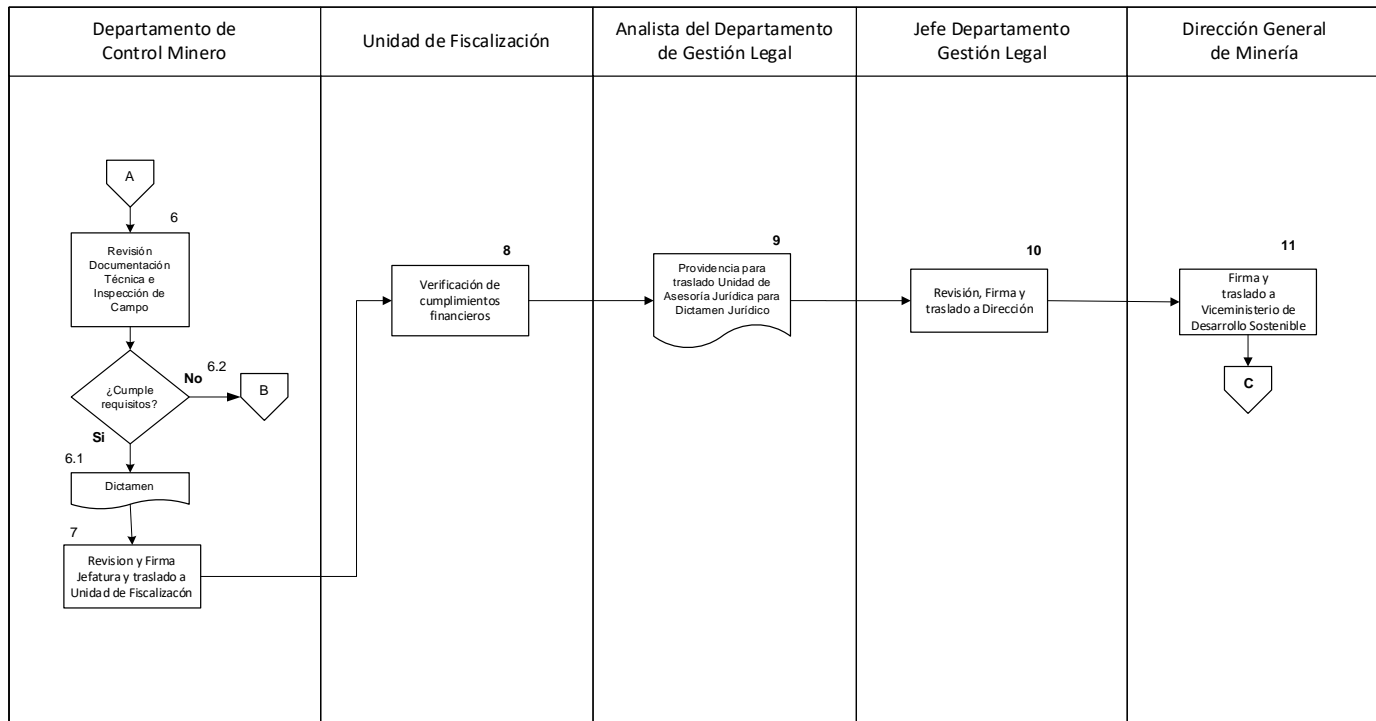 Departamento de
Control Minero
Unidad de Fiscalización
Analista del Departamento
de Gestión Legal
Jefe Departamento
Gestión Legal
Dirección General
de Minería
A
6
Revisión
Documentación
Técnica e
Inspección de
Campo
¿Cumple
requisitos?
No
6.2
B
Si
6.1
Dictamen
7
Revision y Firma
Jefatura y traslado a
Unidad de Fiscalizacón
8
Verificación de
cumplimientos
financieros
9
Providencia para
traslado Unidad de
Asesoría Jurídica para
Dictamen Jurídico
10
Revisión, Firma y
traslado a Dirección
11
Firma y
traslado a
Viceministerio de
Desarrollo Sostenible
C